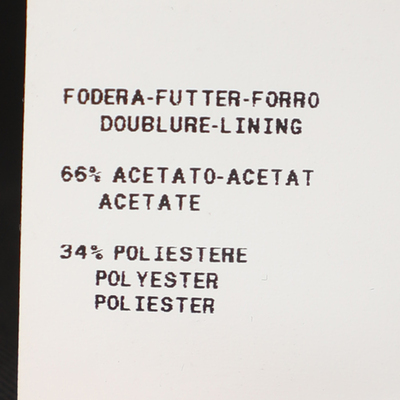 FODERA-FUTTER-FORRO
DOUBLURE-LINING
66% ACETATO-ACETAT
ACETATE
34% POLIESTERE
POLYESTER
POLIESTER